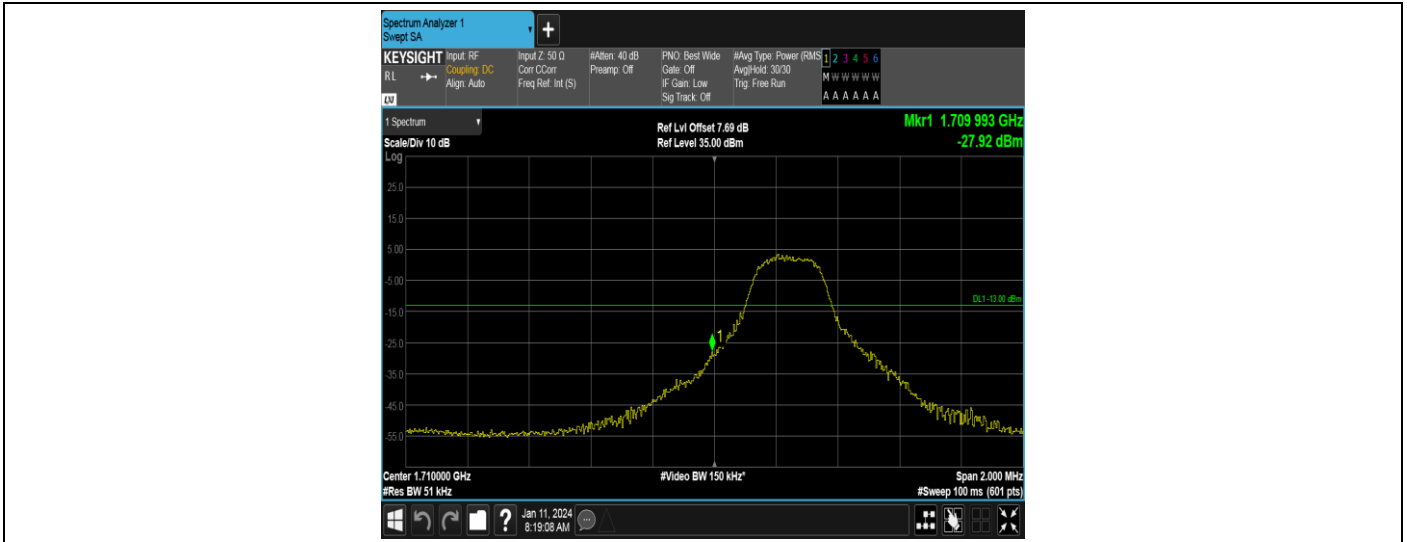 Spectrum Analyzer 1
Swept SA
+
KEYSIGHT Input: RF Input Z: 50 Ω #Atten: 40 dB PNO: Best Wide #Avg Type: Power (RMS 1 2 3 4 5 6
RL Coupling: DC Corr CCorr Preamp: Off Gate: Off Avg|Hold: 30/30 M W W W W W
Align: Auto Freq Ref: Int (S) IF Gain: Low Trig: Free Run
LXI Sig Track: Off A A A A A A
1 Spectrum Ref Lvl Offset 7.69 dB Mkr1 1.709 993 GHz
Scale/Div 10 dB Ref Level 35.00 dBm -27.92 dBm
Log
25.0
15.0
5.00
-5.00
DL1 -13.00 dBm
-15.0
1
-25.0
-35.0
-45.0
-55.0
Center 1.710000 GHz #Video BW 150 kHz* Span 2.000 MHz
#Res BW 51 kHz #Sweep 100 ms (601 pts)
? Jan 11, 2024
8:19:08 AM